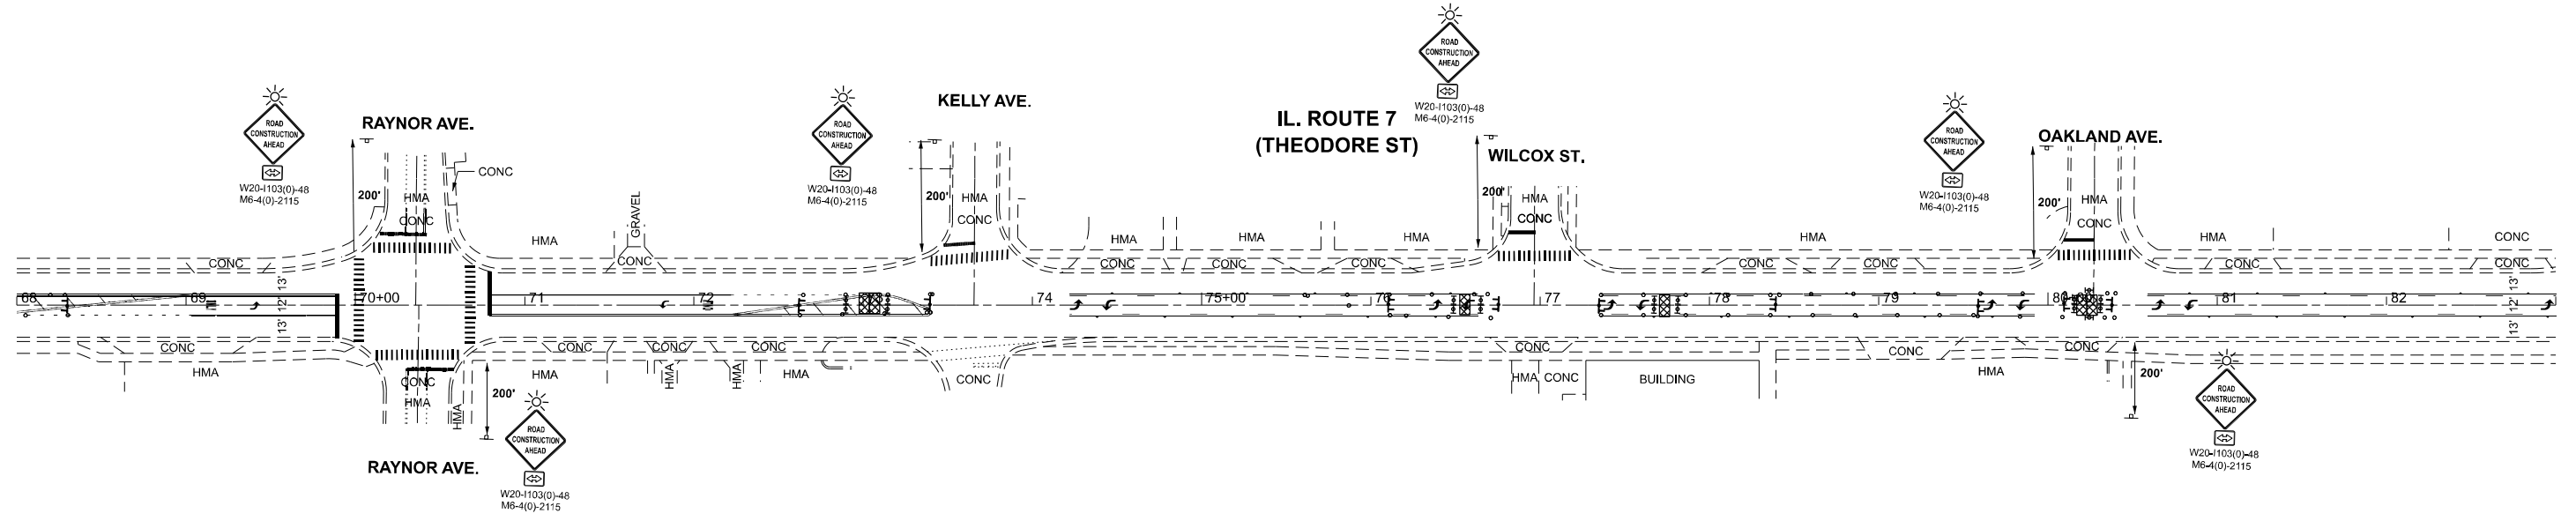 ROAD
CONSTRUCTION
AHEAD
W20-I103(0)-48
M6-4(0)-2115
RAYNOR AVE.
200'
HMA
CONC
CONC
ROAD
CONSTRUCTION
AHEAD
W20-I103(0)-48
M6-4(0)-2115
KELLY AVE.
200'
HMA
CONC
IL. ROUTE 7
(THEODORE ST)
ROAD
CONSTRUCTION
AHEAD
W20-I103(0)-48
M6-4(0)-2115
WILCOX ST.
200'
HMA
CONC
ROAD
CONSTRUCTION
AHEAD
W20-I103(0)-48
M6-4(0)-2115
OAKLAND AVE.
200'
HMA
CONC
HMA
GRAVEL
HMA
HMA
HMA
HMA
HMA
CONC
CONC
CONC
CONC
CONC
CONC
CONC
CONC
CONC
CONC
68
69
13'
12'
13'
70+00
71
72
74
75+00
76
77
78
79
81
82
13'
12'
13'
CONC
CONC
CONC
CONC
CONC
CONC
CONC
HMA
CONC
HMA
HMA
HMA
HMA
HMA
HMA
HMA
CONC
HMA
CONC
BUILDING
HMA
200'
ROAD
CONSTRUCTION
AHEAD
W20-I103(0)-48
M6-4(0)-2115
RAYNOR AVE.
200'
ROAD
CONSTRUCTION
AHEAD
W20-I103(0)-48
M6-4(0)-2115